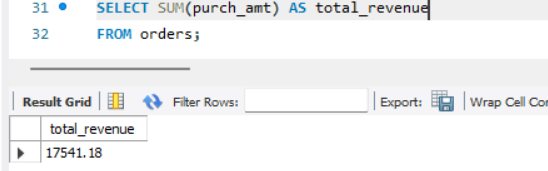 31 SELECT SUM(purch_amt) AS total_revenue
32 FROM orders;
Result Grid Filter Rows: Export: Wrap Cell Con
total_revenue
17541.18